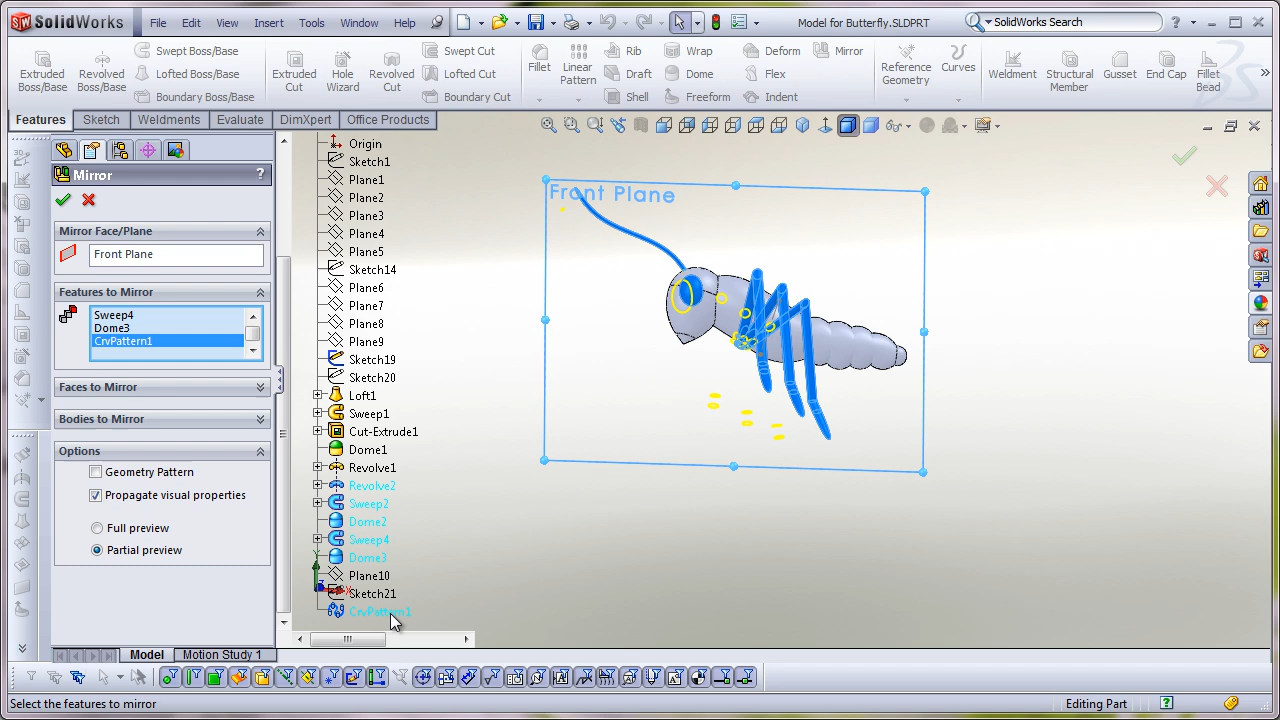 SolidWorks File Edit View Insert Tools Window Help Model for Butterfly.SLDPRT SolidWorks Search ?
Extruded Boss/Base
Revolved Boss/Base
Swept Boss/Base
Lofted Boss/Base
Boundary Boss/Base
Extruded Cut
Hole Wizard
Revolved Cut
Swept Cut
Lofted Cut
Boundary Cut
Fillet
Linear Pattern
Rib
Draft
Shell
Wrap
Dome
Freeform
Deform
Flex
Indent
Mirror
Reference Geometry
Curves
Weldment
Structural Member
Gusset
End Cap
Fillet Bead
Features Sketch Weldments Evaluate DimXpert Office Products
Mirror ?
Mirror Face/Plane
Front Plane
Features to Mirror
Sweep4
Dome3
CrvPattern1
Faces to Mirror
Bodies to Mirror
Options
Geometry Pattern
Propagate visual properties
Full preview
Partial preview
Origin
Sketch1
Plane1
Plane2
Plane3
Plane4
Plane5
Sketch14
Plane6
Plane7
Plane8
Plane9
Sketch19
Sketch20
Loft1
Sweep1
Cut-Extrude1
Dome1
Revolve1
Revolve2
Sweep2
Dome2
Sweep4
Dome3
Plane10
Sketch21
CrvPattern1
Front Plane
Model Motion Study 1
Select the features to mirror Editing Part ?